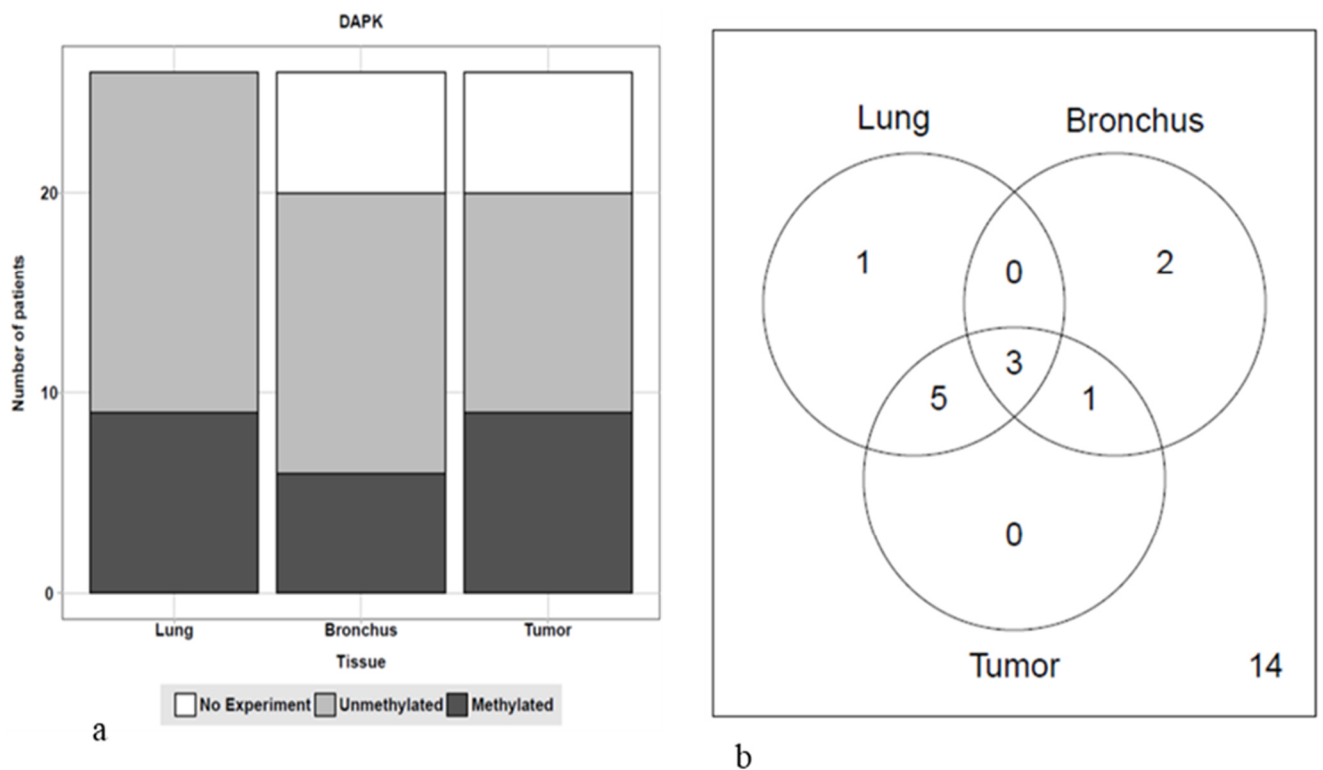 DAPK
Number of patients
20
10
0
Lung Bronchus Tumor
Tissue
No Experiment Unmethylated Methylated
a
Lung Bronchus
1 0 2
3
5 1
0
Tumor 14
b